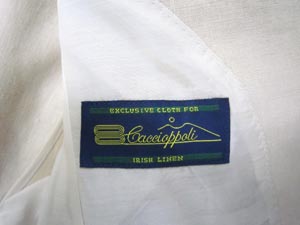 EXCLUSIVE CLOTH FOR
Caccioppoli
IRISH LINEN